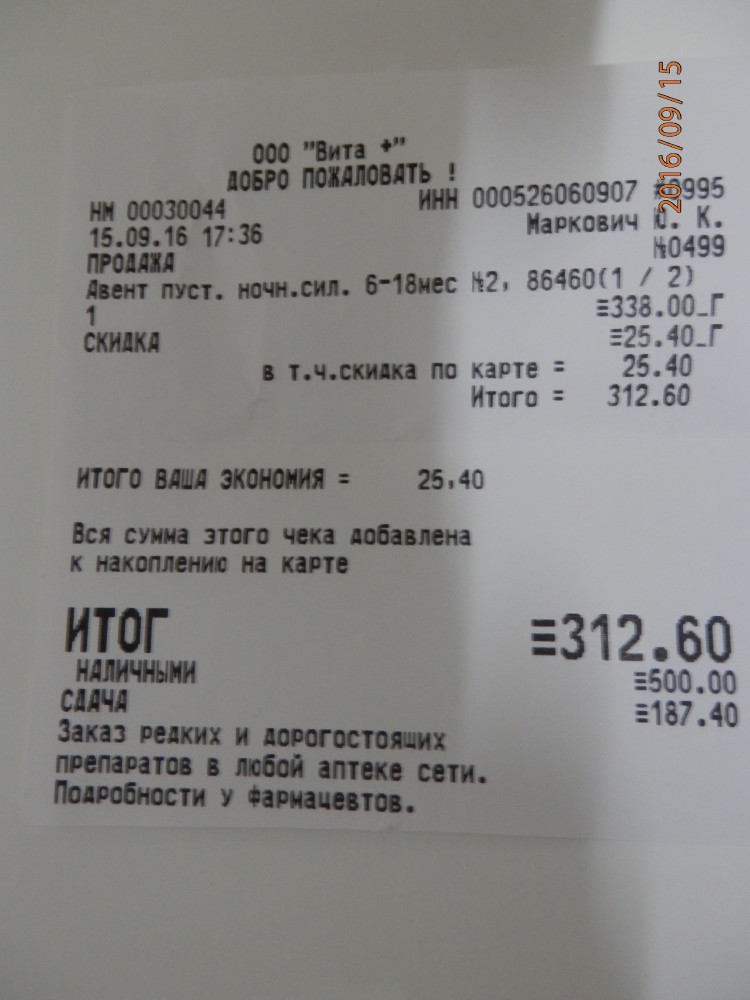 2016/09/15
ООО "Вита +"
ДОБРО ПОЖАЛОВАТЬ !
НМ 00030044 ИНН 000526060907 #0995
15.09.16 17:36 Маркович Ю. К.
ПРОДАЖА №0499
Авент пуст. ночн.сил. 6-18мес №2, 86460(1 / 2)
1 ≡338.00_Г
СКИДКА ≡25.40_Г
в т.ч.скидка по карте = 25.40
Итого = 312.60
ИТОГО ВАША ЭКОНОМИЯ = 25,40
Вся сумма этого чека добавлена
к накоплению на карте
ИТОГ ≡312.60
НАЛИЧНЫМИ ≡500.00
СДАЧА ≡187.40
Заказ редких и дорогостоящих
препаратов в любой аптеке сети.
Подробности у фармацевтов.